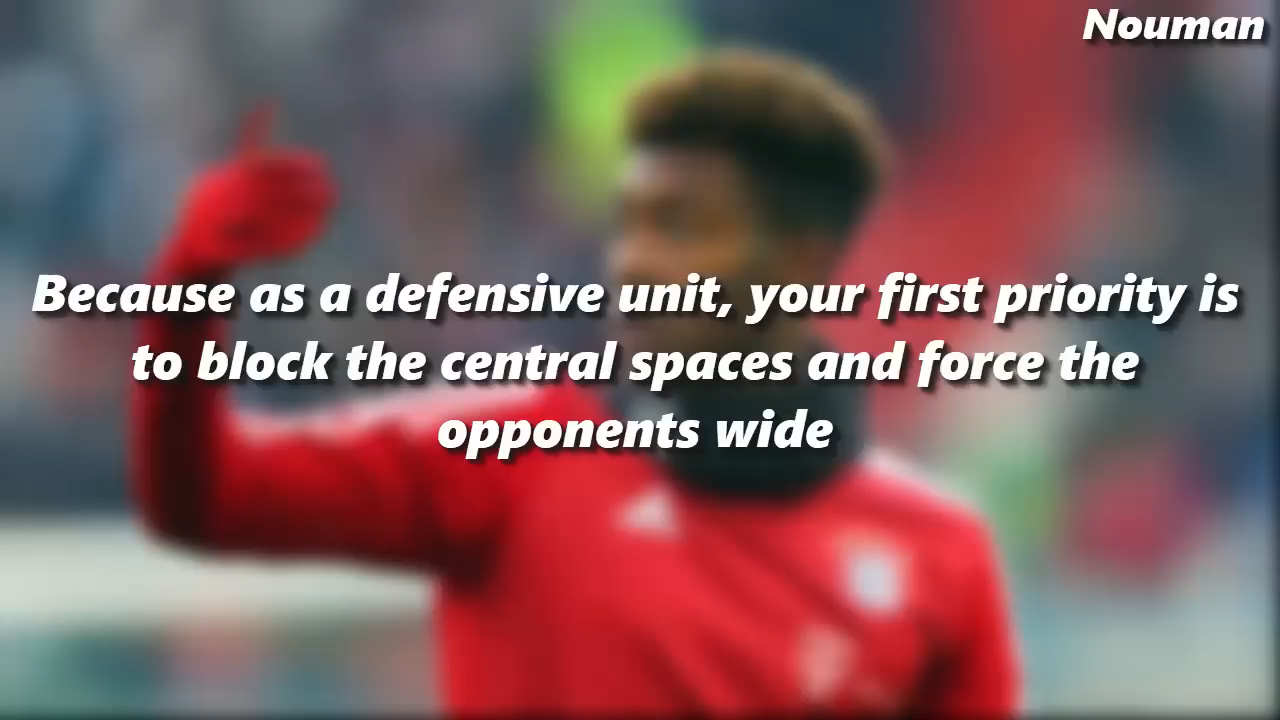 Nouman
Because as a defensive unit, your first priority is
to block the central spaces and force the
opponents wide